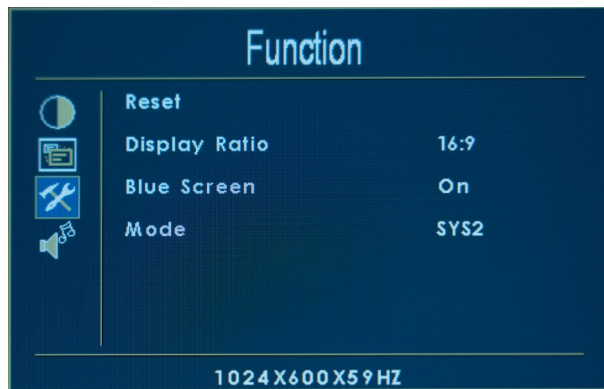 Function
Reset
Display Ratio 16:9
Blue Screen On
Mode SYS2
1024X600X59HZ